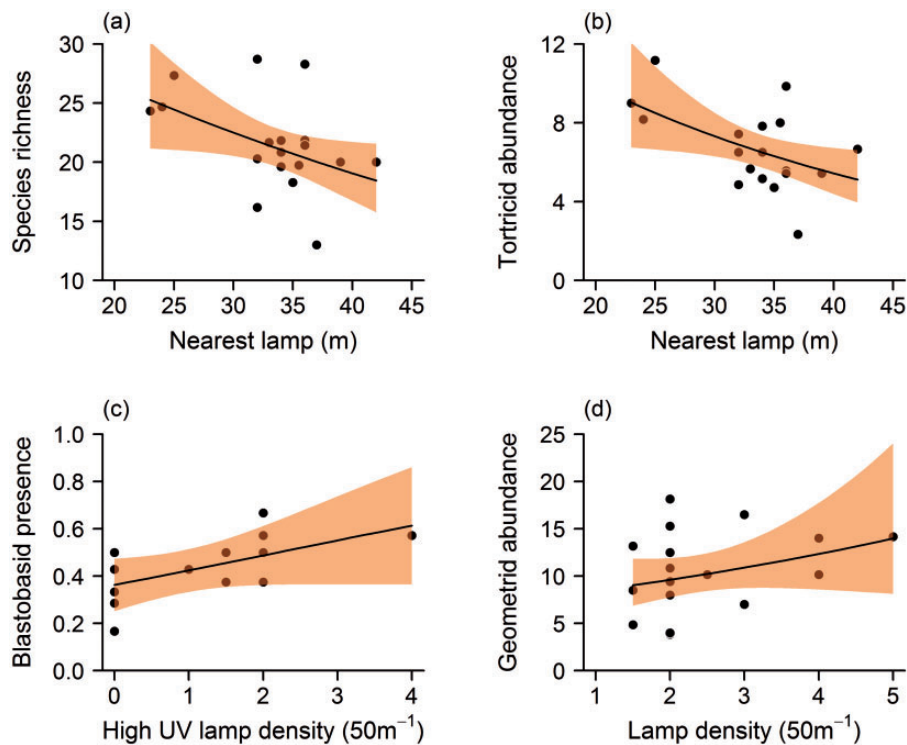 (a)
Species richness
30
25
20
15
10
20 25 30 35 40 45
Nearest lamp (m)
(b)
Tortricid abundance
12
8
4
0
20 25 30 35 40 45
Nearest lamp (m)
(c)
Blastobasid presence
1.0
0.8
0.6
0.4
0.2
0.0
0 1 2 3 4
High UV lamp density (50m⁻¹)
(d)
Geometrid abundance
25
20
15
10
5
0
1 2 3 4 5
Lamp density (50m⁻¹)